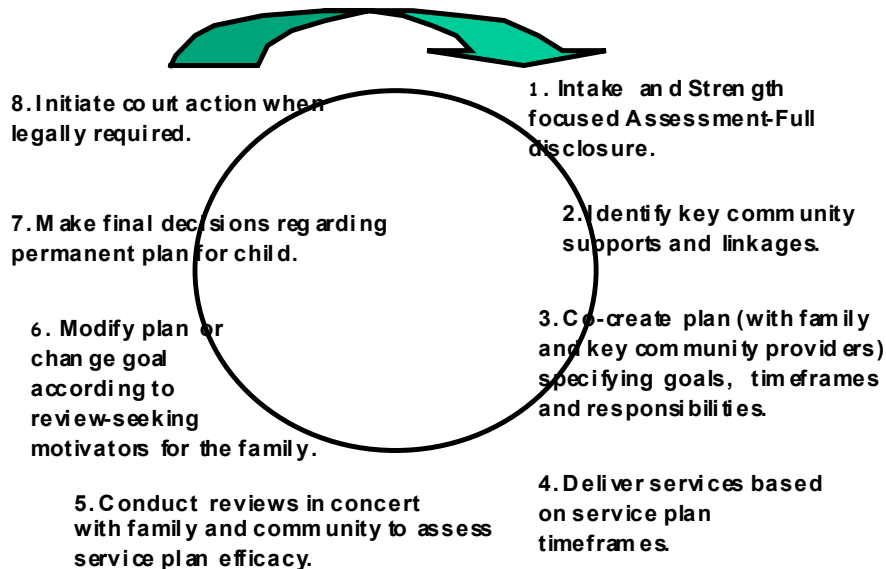 1. Intake and Strength
focused Assessment-Full
disclosure.
2. Identify key community
supports and linkages.
3. Co-create plan (with family
and key community providers)
specifying goals, timeframes
and responsibilities.
4. Deliver services based
on service plan
timeframes.
5. Conduct reviews in concert
with family and community to assess
service plan efficacy.
6. Modify plan or
change goal
according to
review-seeking
motivators for the family.
7. Make final decisions regarding
permanent plan for child.
8. Initiate court action when
legally required.